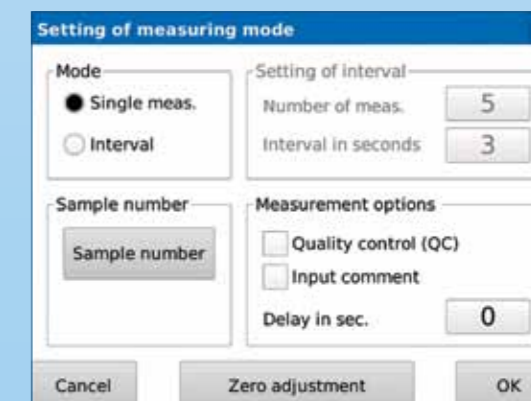 Setting of measuring mode
Mode
Single meas.
Interval
Setting of interval
Number of meas. 5
Interval in seconds 3
Sample number
Sample number
Measurement options
Quality control (QC)
Input comment
Delay in sec. 0
Cancel Zero adjustment OK